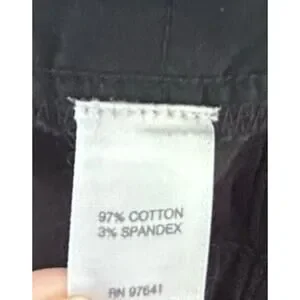 97% COTTON
3% SPANDEX
RN 97641